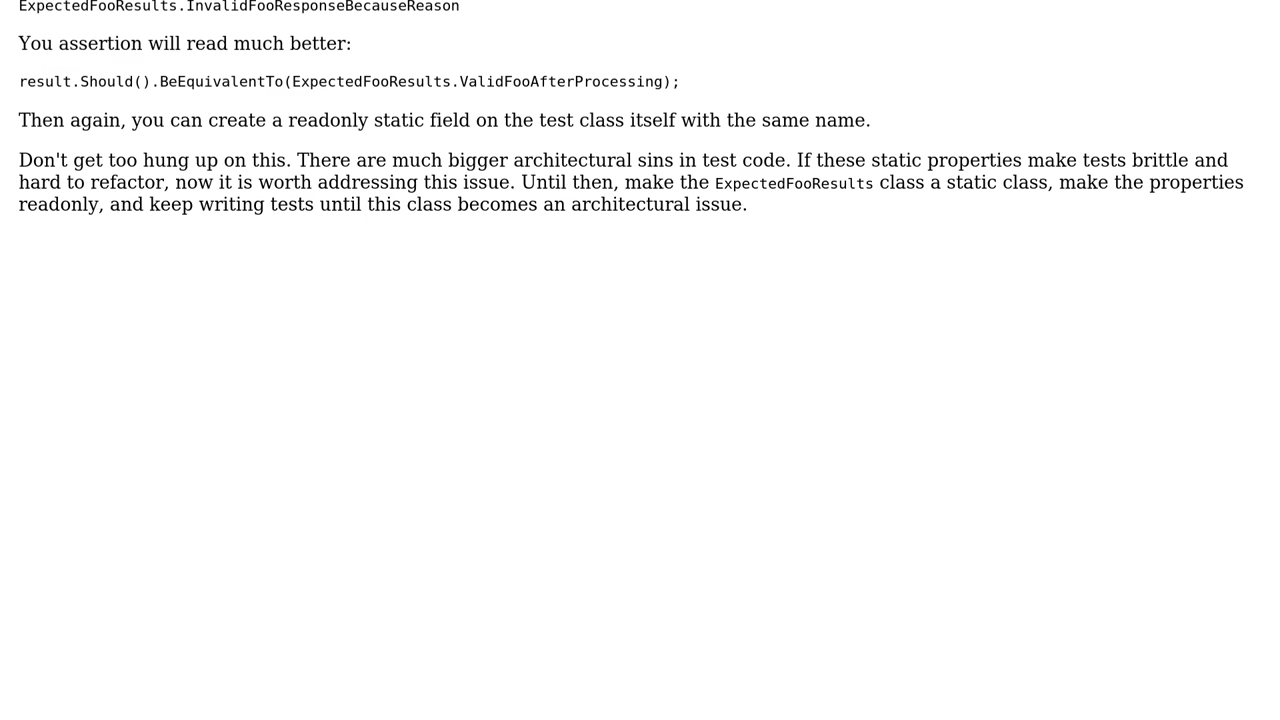 ExpectedFooResults.InvalidFooResponseBecauseReason
You assertion will read much better:
result.Should().BeEquivalentTo(ExpectedFooResults.ValidFooAfterProcessing);
Then again, you can create a readonly static field on the test class itself with the same name.
Don't get too hung up on this. There are much bigger architectural sins in test code. If these static properties make tests brittle and
hard to refactor, now it is worth addressing this issue. Until then, make the ExpectedFooResults class a static class, make the properties
readonly, and keep writing tests until this class becomes an architectural issue.